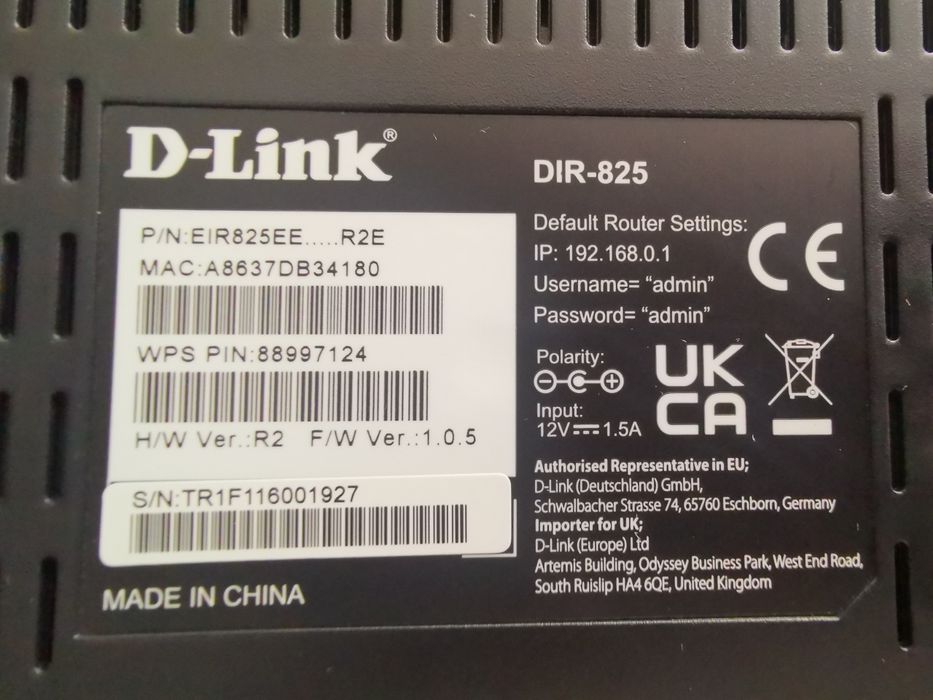 D-Link®
P/N:EIR825EE.....R2E
MAC:A8637DB34180
WPS PIN:88997124
H/W Ver.:R2 F/W Ver.:1.0.5
S/N:TR1F116001927
MADE IN CHINA
DIR-825
Default Router Settings:
IP: 192.168.0.1
Username= “admin”
Password= “admin”
CE
Polarity:
Input:
12V⎓1.5A
UK
CA
Authorised Representative in EU;
D-Link (Deutschland) GmbH,
Schwalbacher Strasse 74, 65760 Eschborn, Germany
Importer for UK;
D-Link (Europe) Ltd
Artemis Building, Odyssey Business Park, West End Road,
South Ruislip HA4 6QE, United Kingdom